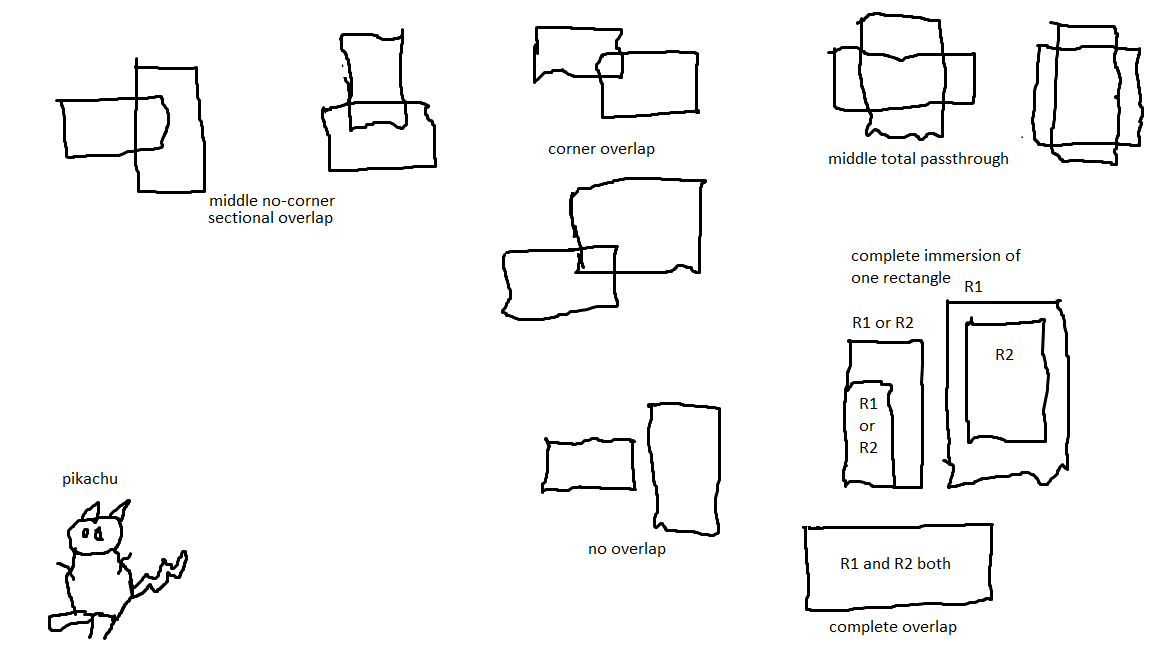 middle no-corner
sectional overlap
corner overlap
middle total passthrough
complete immersion of
one rectangle
R1
R1 or R2
R2
R1
or
R2
pikachu
no overlap
R1 and R2 both
complete overlap